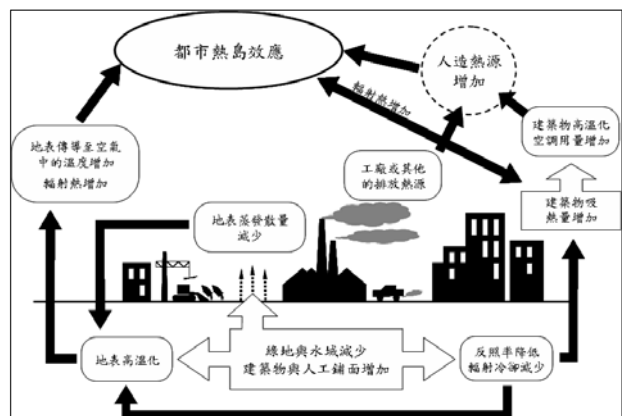 都市熱島效應
人造熱源
增加
輻射熱增加
建築物高溫化
空調用量增加
地表傳導至空氣
中的溫度增加
輻射熱增加
工廠或其他
的排放熱源
建築物吸
熱量增加
地表蒸發散量
減少
地表高溫化
綠地與水域減少
建築物與人工鋪面增加
反照率降低
輻射冷卻減少